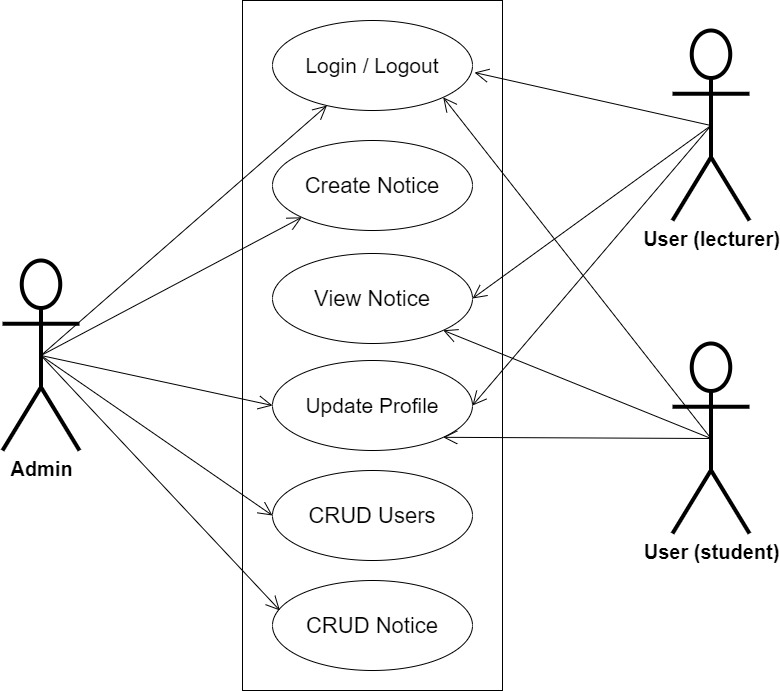 Login / Logout
Create Notice
View Notice
Update Profile
CRUD Users
CRUD Notice
Admin
User (lecturer)
User (student)